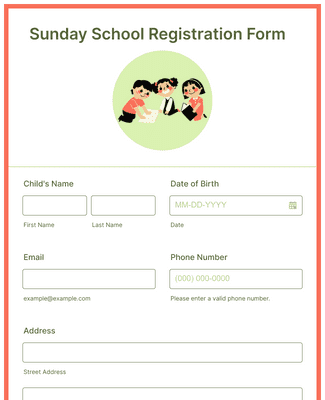 Sunday School Registration Form
Child's Name
Date of Birth
MM-DD-YYYY
First Name
Last Name
Date
Email
Phone Number
(000) 000-0000
example@example.com
Please enter a valid phone number.
Address
Street Address